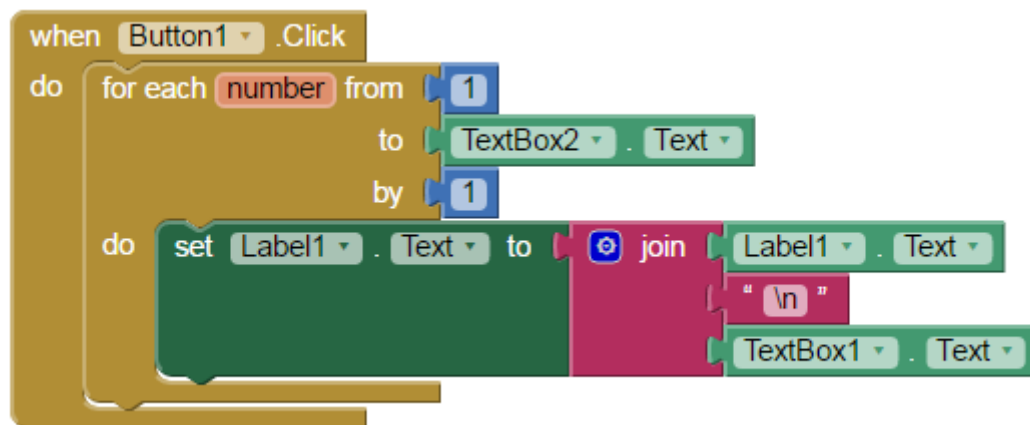 when Button1 .Click
do for each number from 1
to TextBox2 . Text
by 1
do set Label1 . Text to join Label1 . Text
“ \n ”
TextBox1 . Text